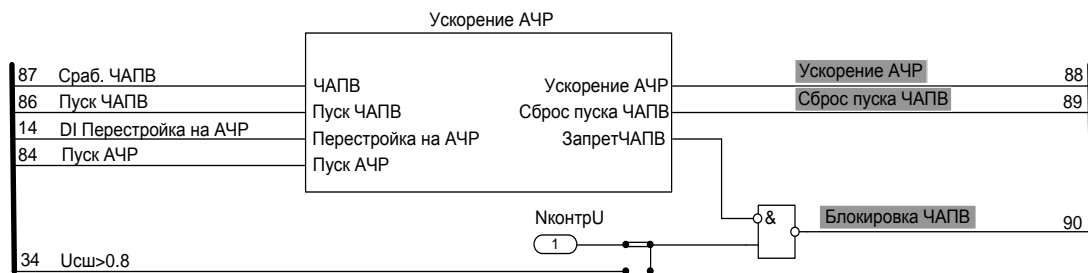 Ускорение АЧР
87 Сраб. ЧАПВ
ЧАПВ
Ускорение АЧР
Ускорение АЧР
88
86 Пуск ЧАПВ
Пуск ЧАПВ
Сброс пуска ЧАПВ
Сброс пуска ЧАПВ
89
14 DI Перестройка на АЧР
Перестройка на АЧР
ЗапретЧАПВ
84 Пуск АЧР
Пуск АЧР
NконтрU
1
&
Блокировка ЧАПВ
90
34 Uсш>0.8